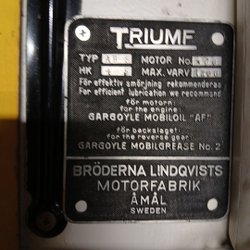 TRIUMF
TYP MOTOR No.
HK MAX. VARV
För effektiv smörjning rekommenderas
For efficient lubrication we recommend
för motorn:
for the engine:
GARGOYLE MOBILOIL "AF"
för backslaget:
for the reverse gear:
GARGOYLE MOBILGREASE No. 2
BRÖDERNA LINDQVISTS
MOTORFABRIK
ÅMÅL
SWEDEN